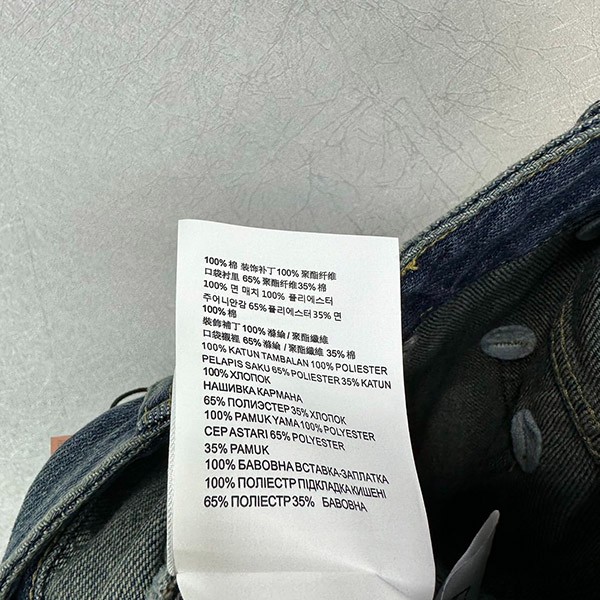 100% 棉 装饰补丁100% 聚酯纤维
口袋衬里 65% 聚酯纤维35% 棉
100% 면 매치 100% 폴리에스터
주어니안감 65% 폴리에스터 35% 면
100% 棉
裝飾補丁 100% 滌綸 / 聚酯纖維
口袋襯裡 65% 滌綸 / 聚酯纖維 35% 棉
100% KATUN TAMBALAN 100% POLIESTER
PELAPIS SAKU 65% POLIESTER 35% KATUN
100% ХЛОПОК
НАШИВКА КАРМАНА
65% ПОЛИЭСТЕР 35% ХЛОПОК
100% PAMUK YAMA 100% POLYESTER
CEP ASTARI 65% POLYESTER
35% PAMUK
100% БАВОВНА ВСТАВКА-ЗАПЛАТКА
100% ПОЛІЕСТР ПІДКЛАДКА КИШЕНІ
65% ПОЛІЕСТР 35% БАВОВНА